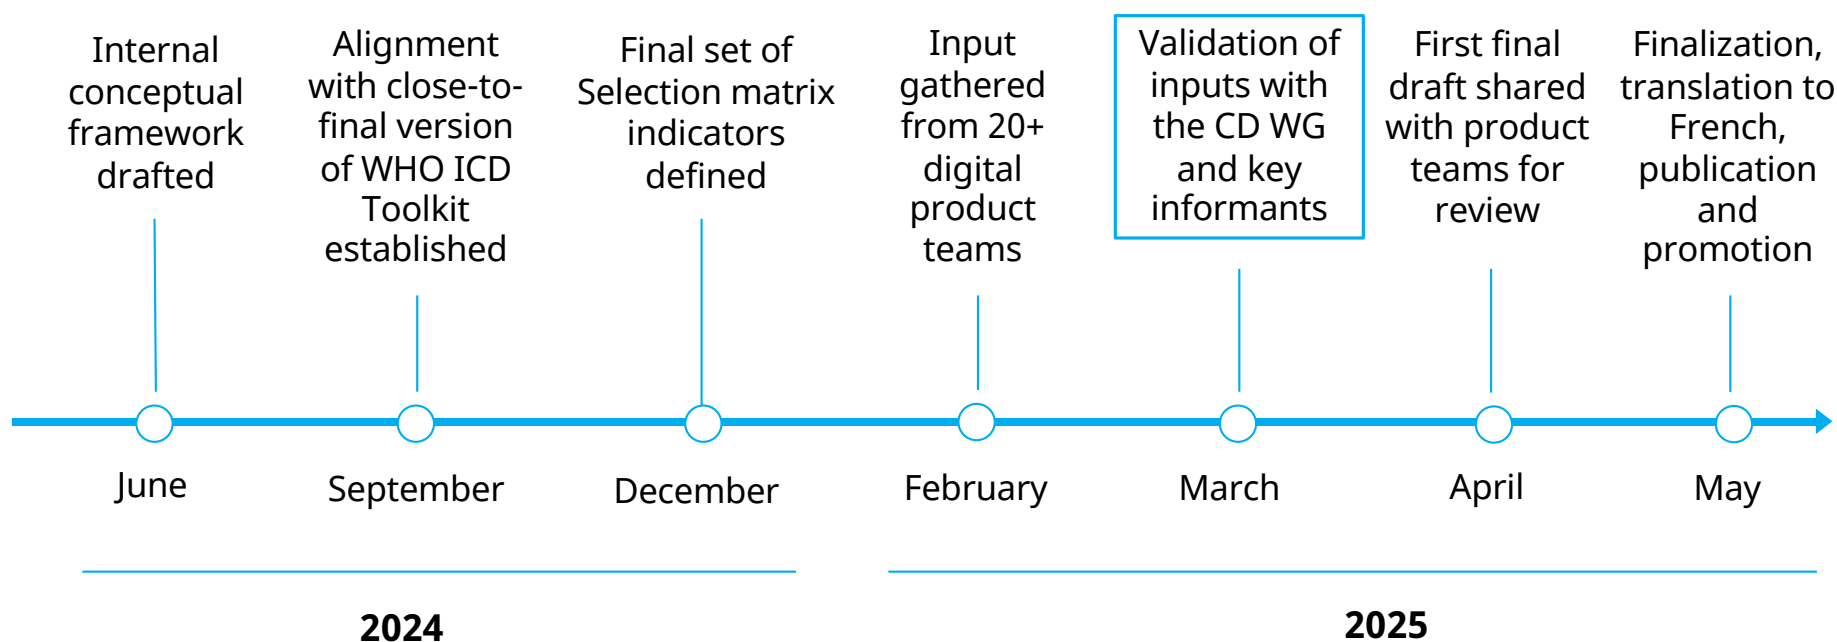 Internal
conceptual
framework
drafted
Alignment
with close-to-
final version
of WHO ICD
Toolkit
established
Final set of
Selection matrix
indicators
defined
Input
gathered
from 20+
digital
product
teams
Validation of
inputs with
the CD WG
and key
informants
First final
draft shared
with product
teams for
review
Finalization,
translation to
French,
publication
and
promotion
June
September
December
February
March
April
May
2024
2025